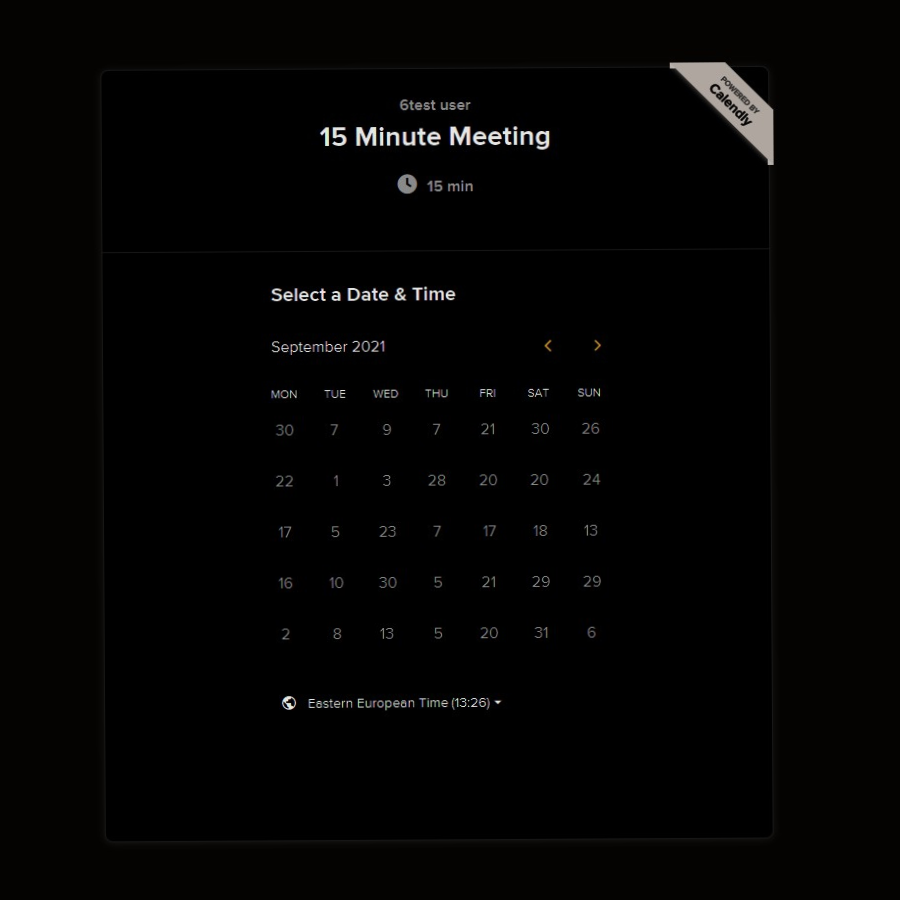 POWERED BY
Calendly
6test user
15 Minute Meeting
15 min
Select a Date & Time
September 2021
MON TUE WED THU FRI SAT SUN
30 7 9 7 21 30 26
22 1 3 28 20 20 24
17 5 23 7 17 18 13
16 10 30 5 21 29 29
2 8 13 5 20 31 6
Eastern European Time (13:26)